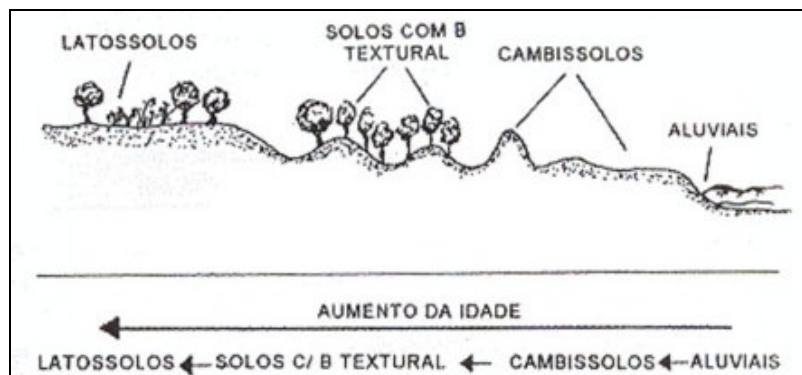 LATOSSOLOS
SOLOS COM B
TEXTURAL
CAMBISSOLOS
ALUVIAIS
AUMENTO DA IDADE
LATOSSOLOS ← SOLOS C/ B TEXTURAL ← CAMBISSOLOS ← ALUVIAIS